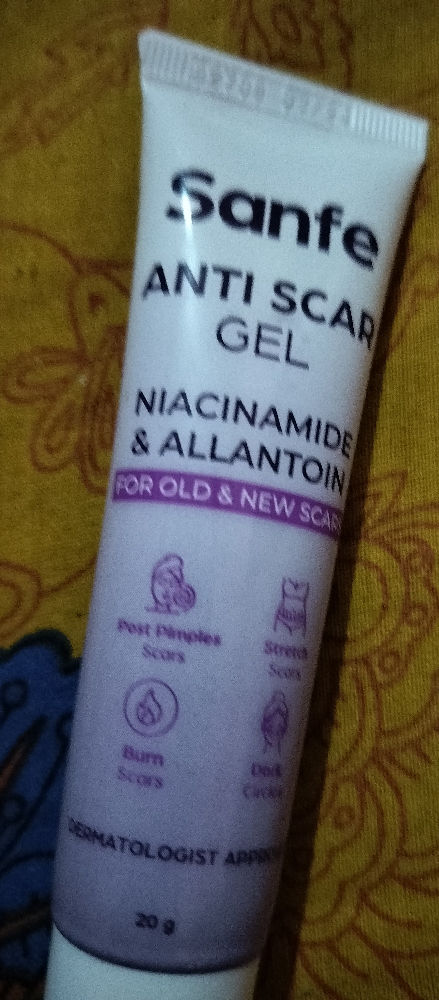 Sanfe
ANTI SCAR
GEL
NIACINAMIDE
& ALLANTOIN
FOR OLD & NEW SCARS
Post Pimples
Scars
Stretch
Scars
Burn
Scars
Dark
Circles
DERMATOLOGIST
20 g